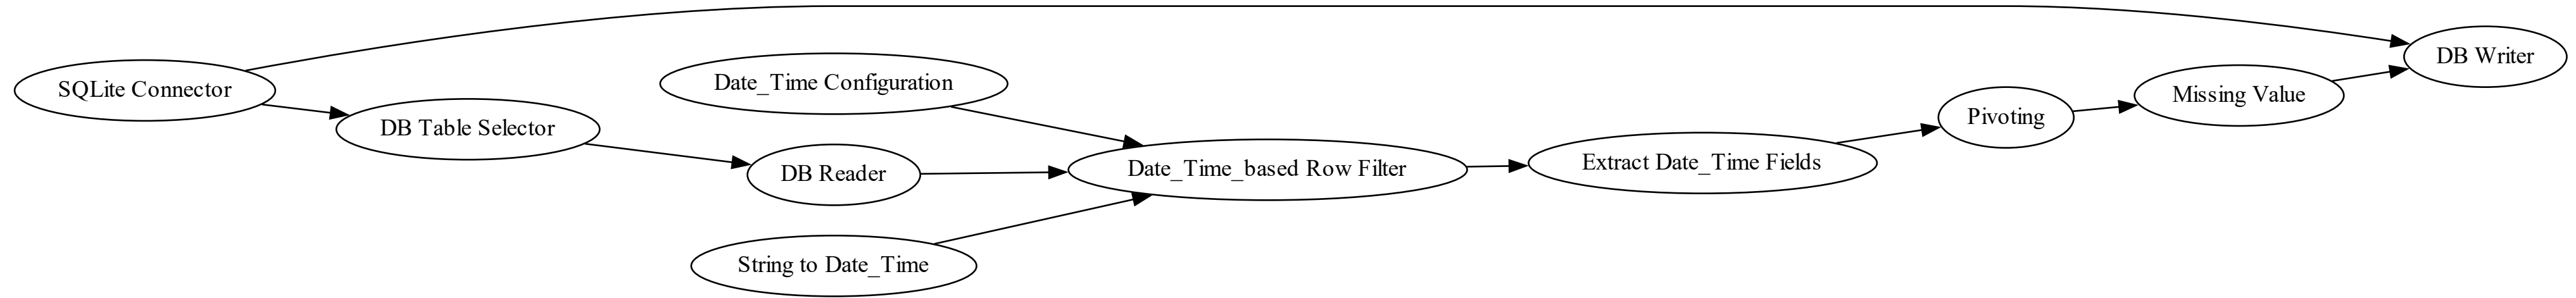 SQLite Connector
DB Table Selector
Date_Time Configuration
DB Reader
String to Date_Time
Date_Time_based Row Filter
Extract Date_Time Fields
Pivoting
Missing Value
DB Writer